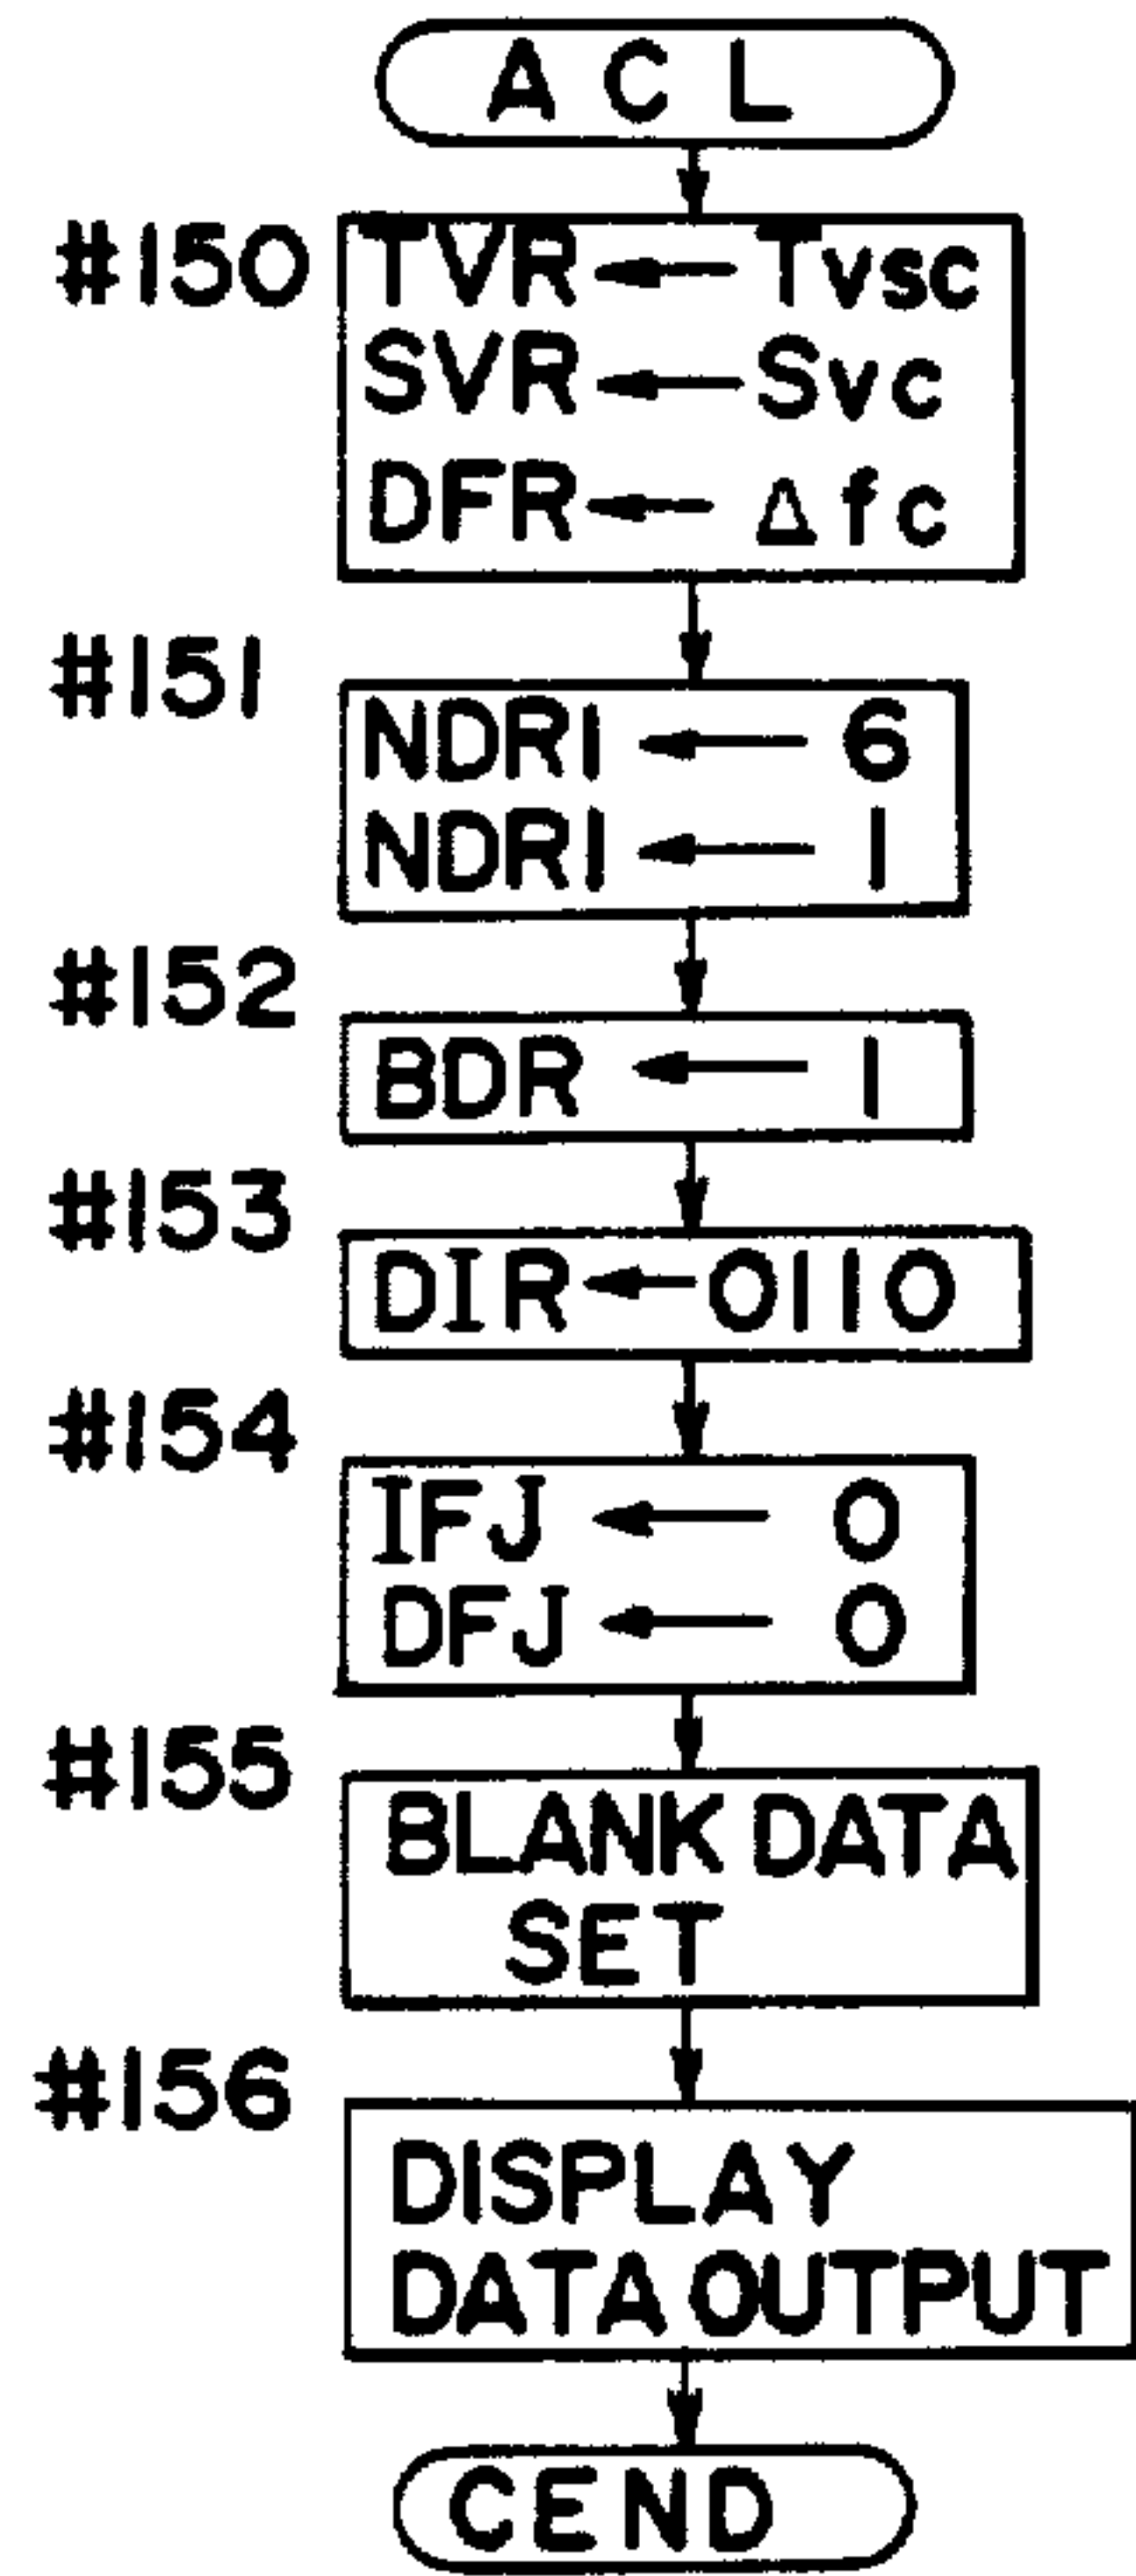 ACL
#150
TVR ← Tvsc
SVR ← Svc
DFR ← Δfc
#151
NDR1 ← 6
NDR1 ← 1
#152
BDR ← 1
#153
DIR ← 0110
#154
IFJ ← 0
DFJ ← 0
#155
BLANK DATA
SET
#156
DISPLAY
DATA OUTPUT
CEND